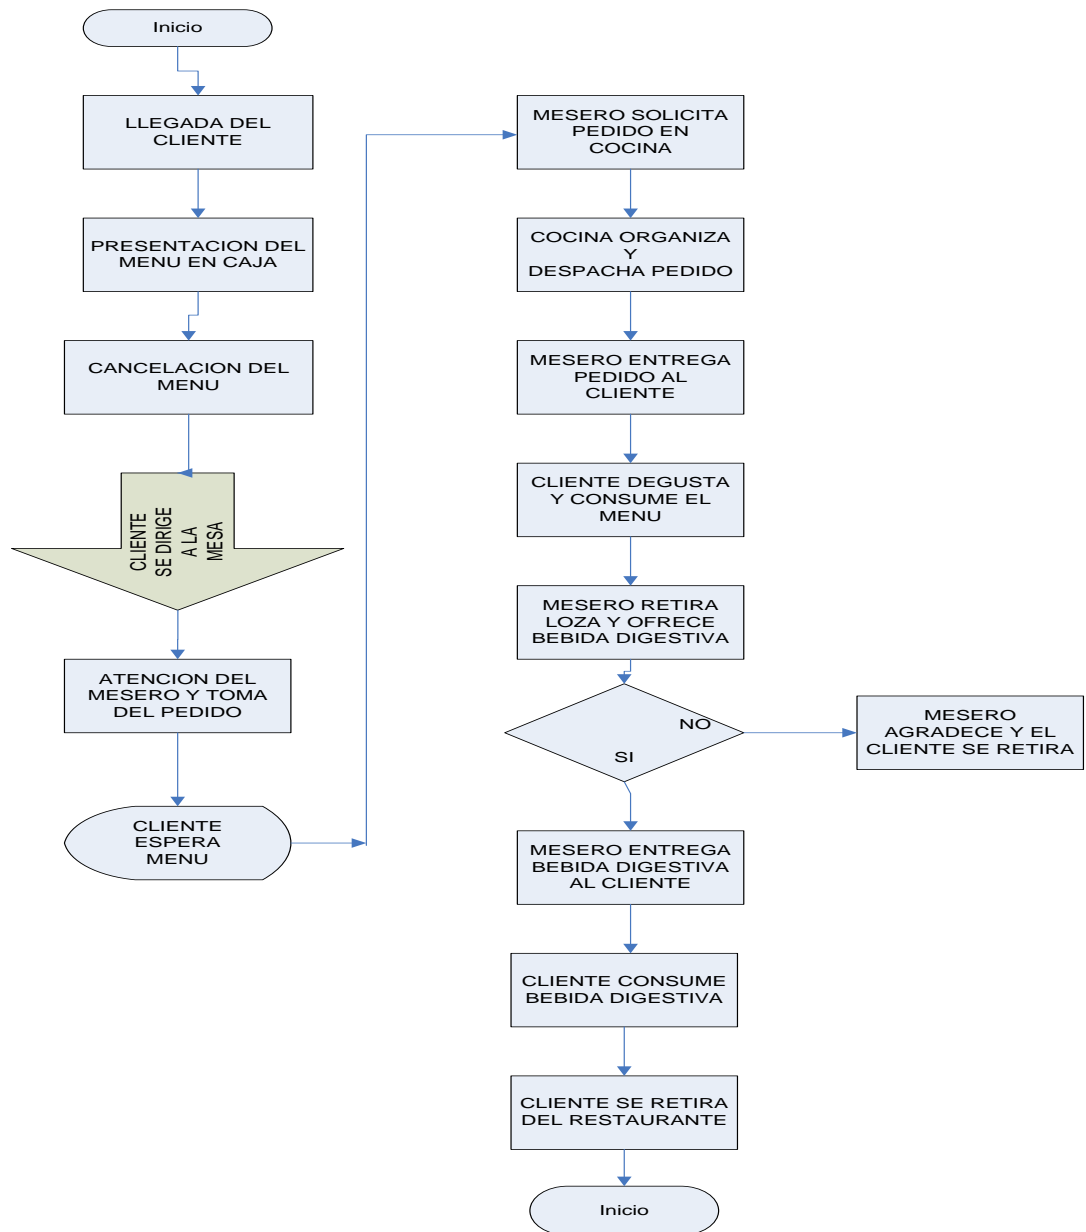 Inicio
LLEGADA DEL
CLIENTE
PRESENTACION DEL
MENU EN CAJA
CANCELACION DEL
MENU
CLIENTE
SE DIRIGE
A LA
MESA
ATENCION DEL
MESERO Y TOMA
DEL PEDIDO
CLIENTE
ESPERA
MENU
MESERO SOLICITA
PEDIDO EN
COCINA
COCINA ORGANIZA
Y
DESPACHA PEDIDO
MESERO ENTREGA
PEDIDO AL
CLIENTE
CLIENTE DEGUSTA
Y CONSUME EL
MENU
MESERO RETIRA
LOZA Y OFRECE
BEBIDA DIGESTIVA
NO
SI
MESERO
AGRADECE Y EL
CLIENTE SE RETIRA
MESERO ENTREGA
BEBIDA DIGESTIVA
AL CLIENTE
CLIENTE CONSUME
BEBIDA DIGESTIVA
CLIENTE SE RETIRA
DEL RESTAURANTE
Inicio